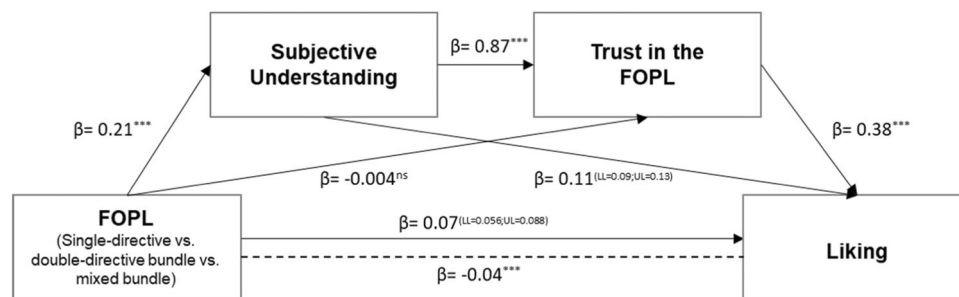 Subjective
Understanding
β= 0.87***
Trust in the
FOPL
β= 0.21***
β= 0.38***
β= -0.004ns
β= 0.11(LL=0.09;UL=0.13)
FOPL
(Single-directive vs.
double-directive bundle vs.
mixed bundle)
β= 0.07(LL=0.056;UL=0.088)
β= -0.04***
Liking